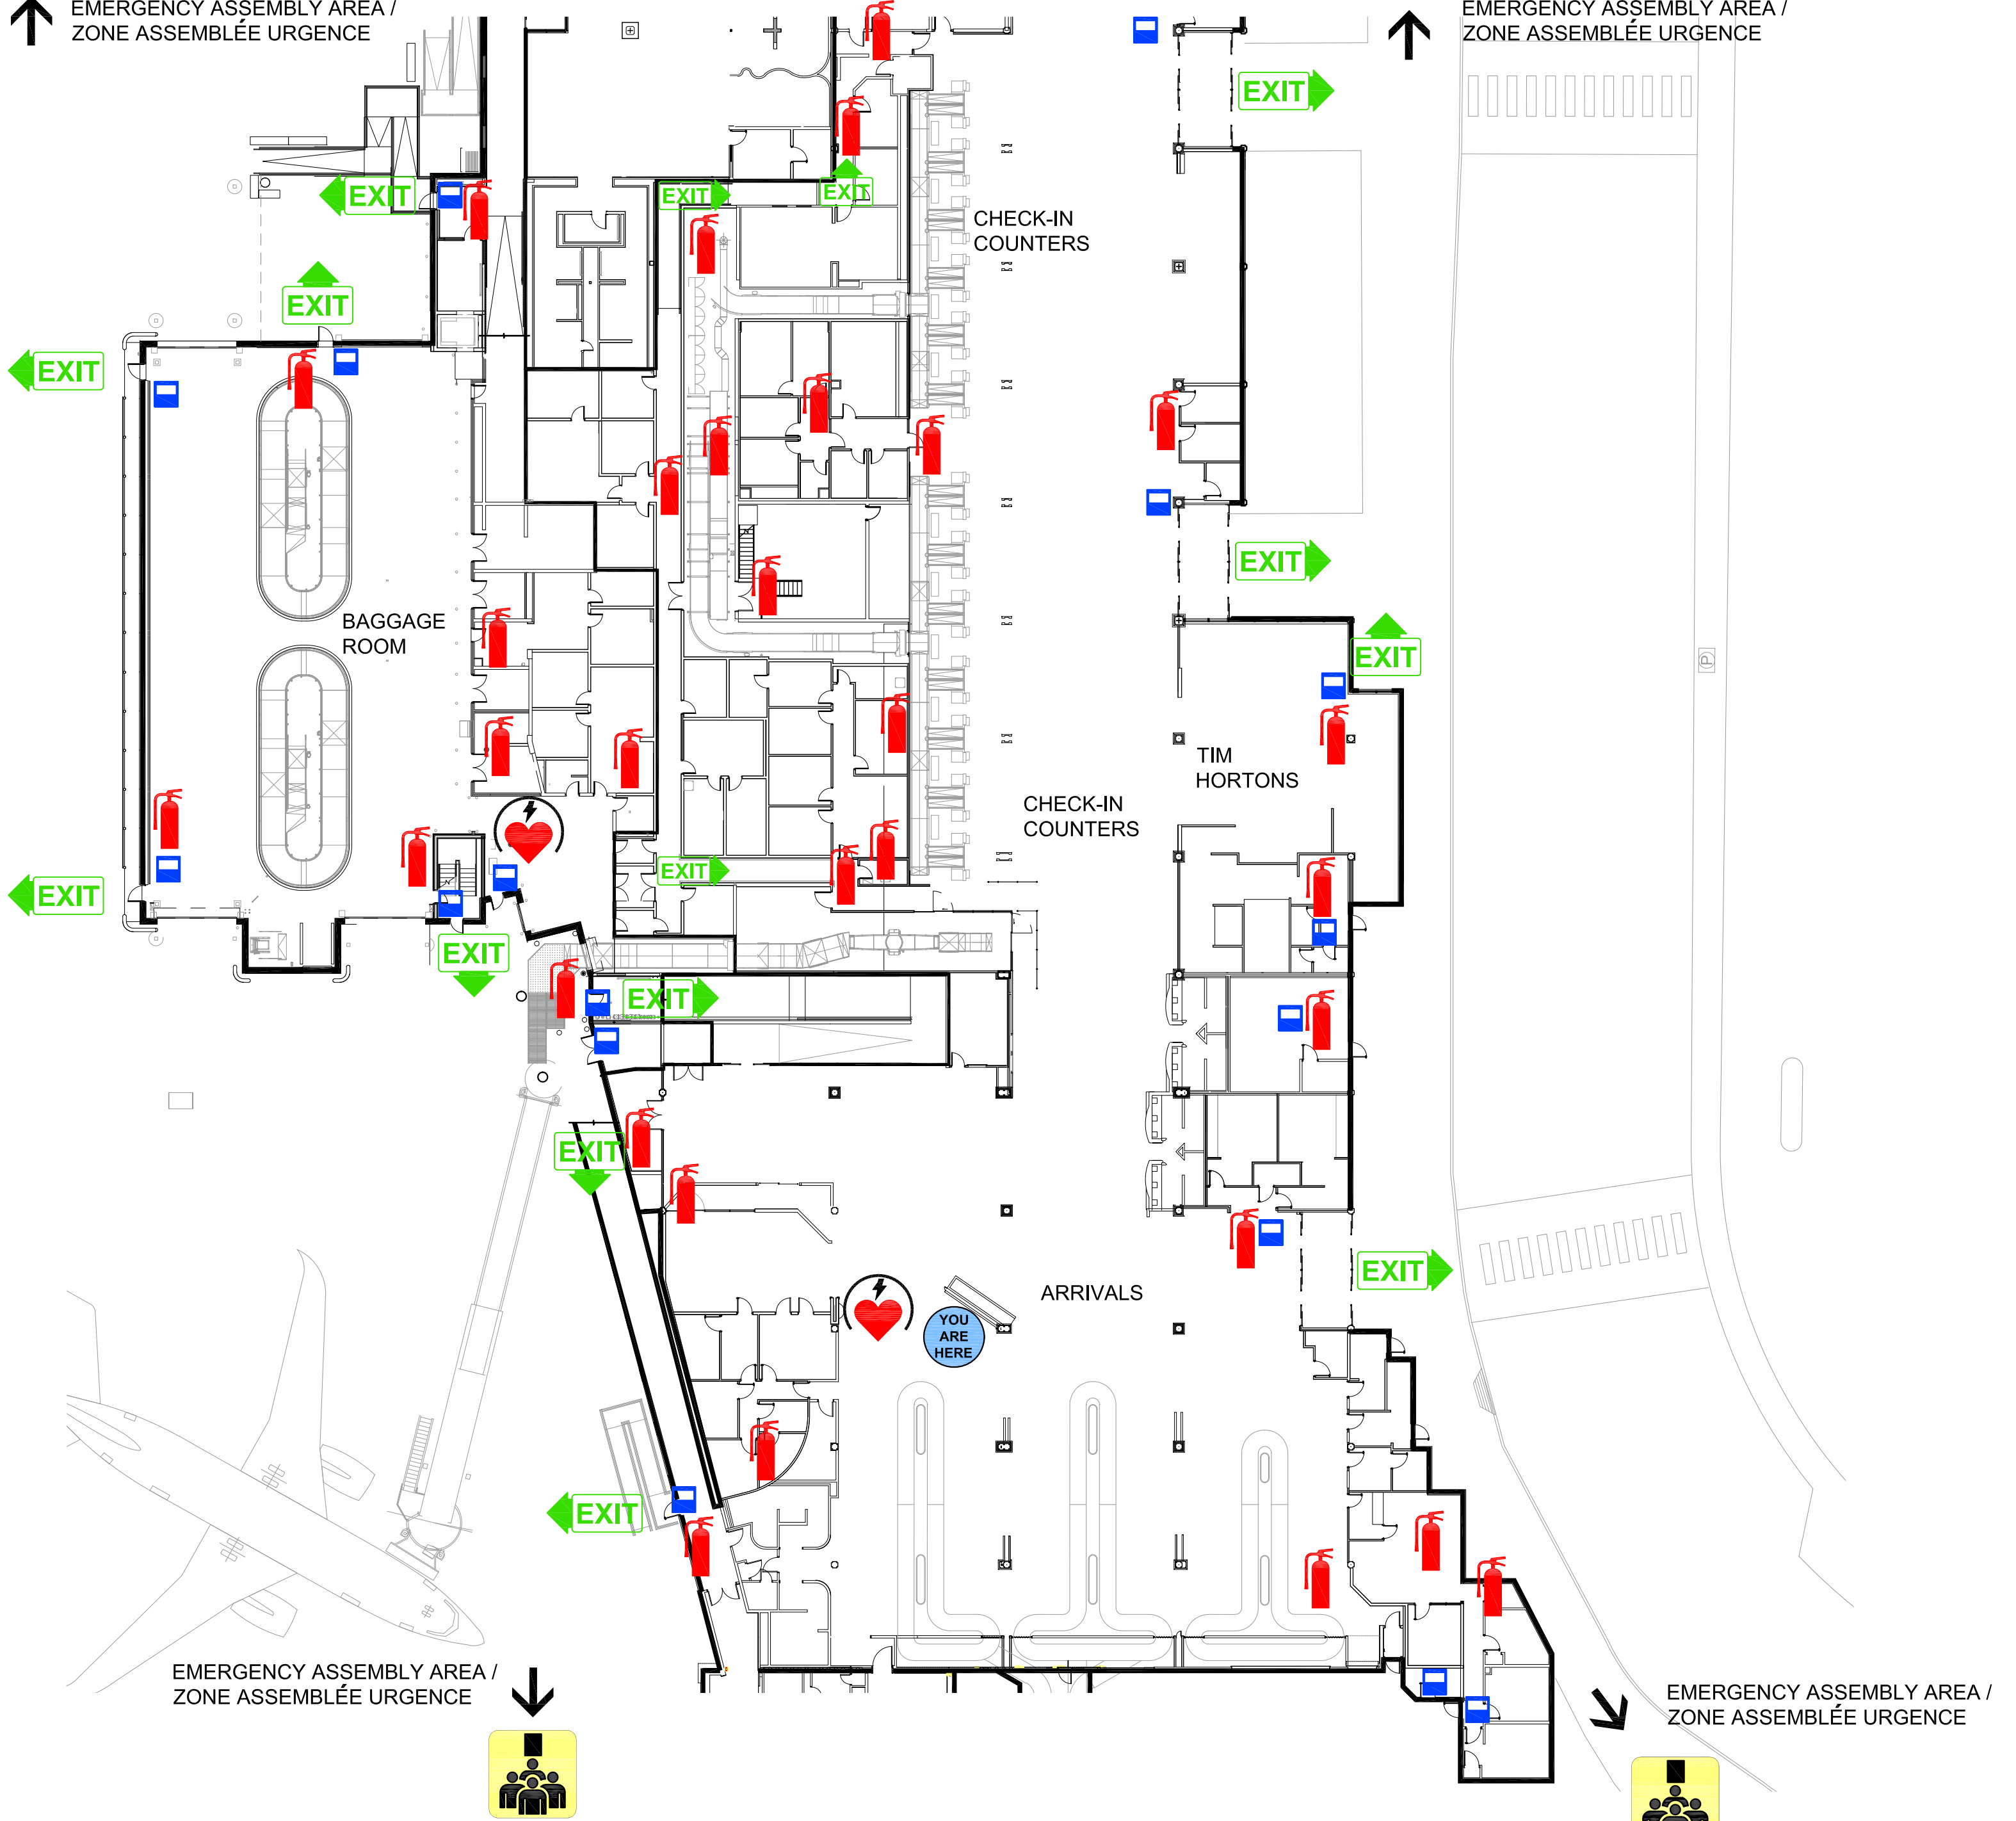 EMERGENCY ASSEMBLY AREA /
ZONE ASSEMBLÉE URGENCE
EMERGENCY ASSEMBLY AREA /
ZONE ASSEMBLÉE URGENCE
EXIT
EXIT
EXIT
EXIT
CHECK-IN
COUNTERS
EXIT
EXIT
EXIT
BAGGAGE
ROOM
EXIT
P
TIM
HORTONS
CHECK-IN
COUNTERS
EXIT
EXIT
EXIT
EXIT
EXIT
EXIT
ARRIVALS
YOU
ARE
HERE
EXIT
EMERGENCY ASSEMBLY AREA /
ZONE ASSEMBLÉE URGENCE
EMERGENCY ASSEMBLY AREA /
ZONE ASSEMBLÉE URGENCE